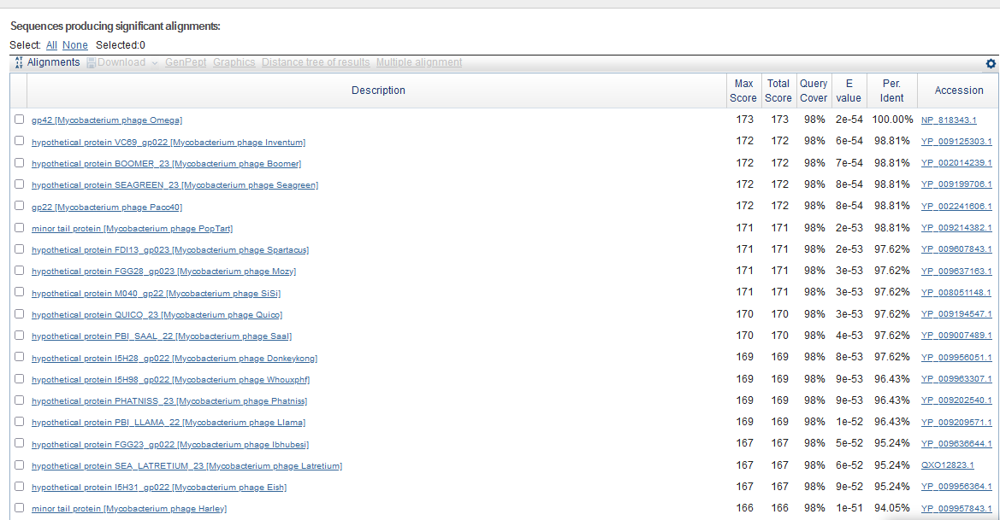 Sequences producing significant alignments:
Select: All None Selected:0
Alignments Download GenPept Graphics Distance tree of results Multiple alignment
Description Max Score Total Score Query Cover E value Per. Ident Accession
gp42 [Mycobacterium phage Omega] 173 173 98% 2e-54 100.00% NP_818343.1
hypothetical protein VC69_gp022 [Mycobacterium phage Inventum] 172 172 98% 6e-54 98.81% YP_009125303.1
hypothetical protein BOOMER_23 [Mycobacterium phage Boomer] 172 172 98% 7e-54 98.81% YP_002014239.1
hypothetical protein SEAGREEN_23 [Mycobacterium phage Seagreen] 172 172 98% 8e-54 98.81% YP_009199706.1
gp22 [Mycobacterium phage Paco40] 172 172 98% 8e-54 98.81% YP_002241606.1
minor tail protein [Mycobacterium phage PopTart] 171 171 98% 2e-53 98.81% YP_009214382.1
hypothetical protein FDI13_gp023 [Mycobacterium phage Spartacus] 171 171 98% 2e-53 97.62% YP_009607843.1
hypothetical protein FGG28_gp023 [Mycobacterium phage Mozy] 171 171 98% 3e-53 97.62% YP_009637163.1
hypothetical protein M040_gp22 [Mycobacterium phage SiSi] 171 171 98% 3e-53 97.62% YP_008051148.1
hypothetical protein QUICO_23 [Mycobacterium phage Quico] 170 170 98% 3e-53 97.62% YP_009194547.1
hypothetical protein PBI_SAAL_22 [Mycobacterium phage Saal] 170 170 98% 4e-53 97.62% YP_009007489.1
hypothetical protein I5H28_gp022 [Mycobacterium phage Donkeykong] 169 169 98% 8e-53 97.62% YP_009956051.1
hypothetical protein I5H98_gp022 [Mycobacterium phage Whouxphf] 169 169 98% 9e-53 96.43% YP_009963307.1
hypothetical protein PHATNISS_23 [Mycobacterium phage Phatniss] 169 169 98% 9e-53 96.43% YP_009202540.1
hypothetical protein PBI_LLAMA_22 [Mycobacterium phage Llama] 169 169 98% 1e-52 96.43% YP_009209571.1
hypothetical protein FGG23_gp022 [Mycobacterium phage Ibhubesi] 167 167 98% 5e-52 95.24% YP_009636644.1
hypothetical protein SEA_LATRETIUM_23 [Mycobacterium phage Latretium] 167 167 98% 6e-52 95.24% QXO12823.1
hypothetical protein I5H31_gp022 [Mycobacterium phage Eish] 167 167 98% 9e-52 95.24% YP_009956364.1
minor tail protein [Mycobacterium phage Harley] 166 166 98% 1e-51 94.05% YP_009957843.1